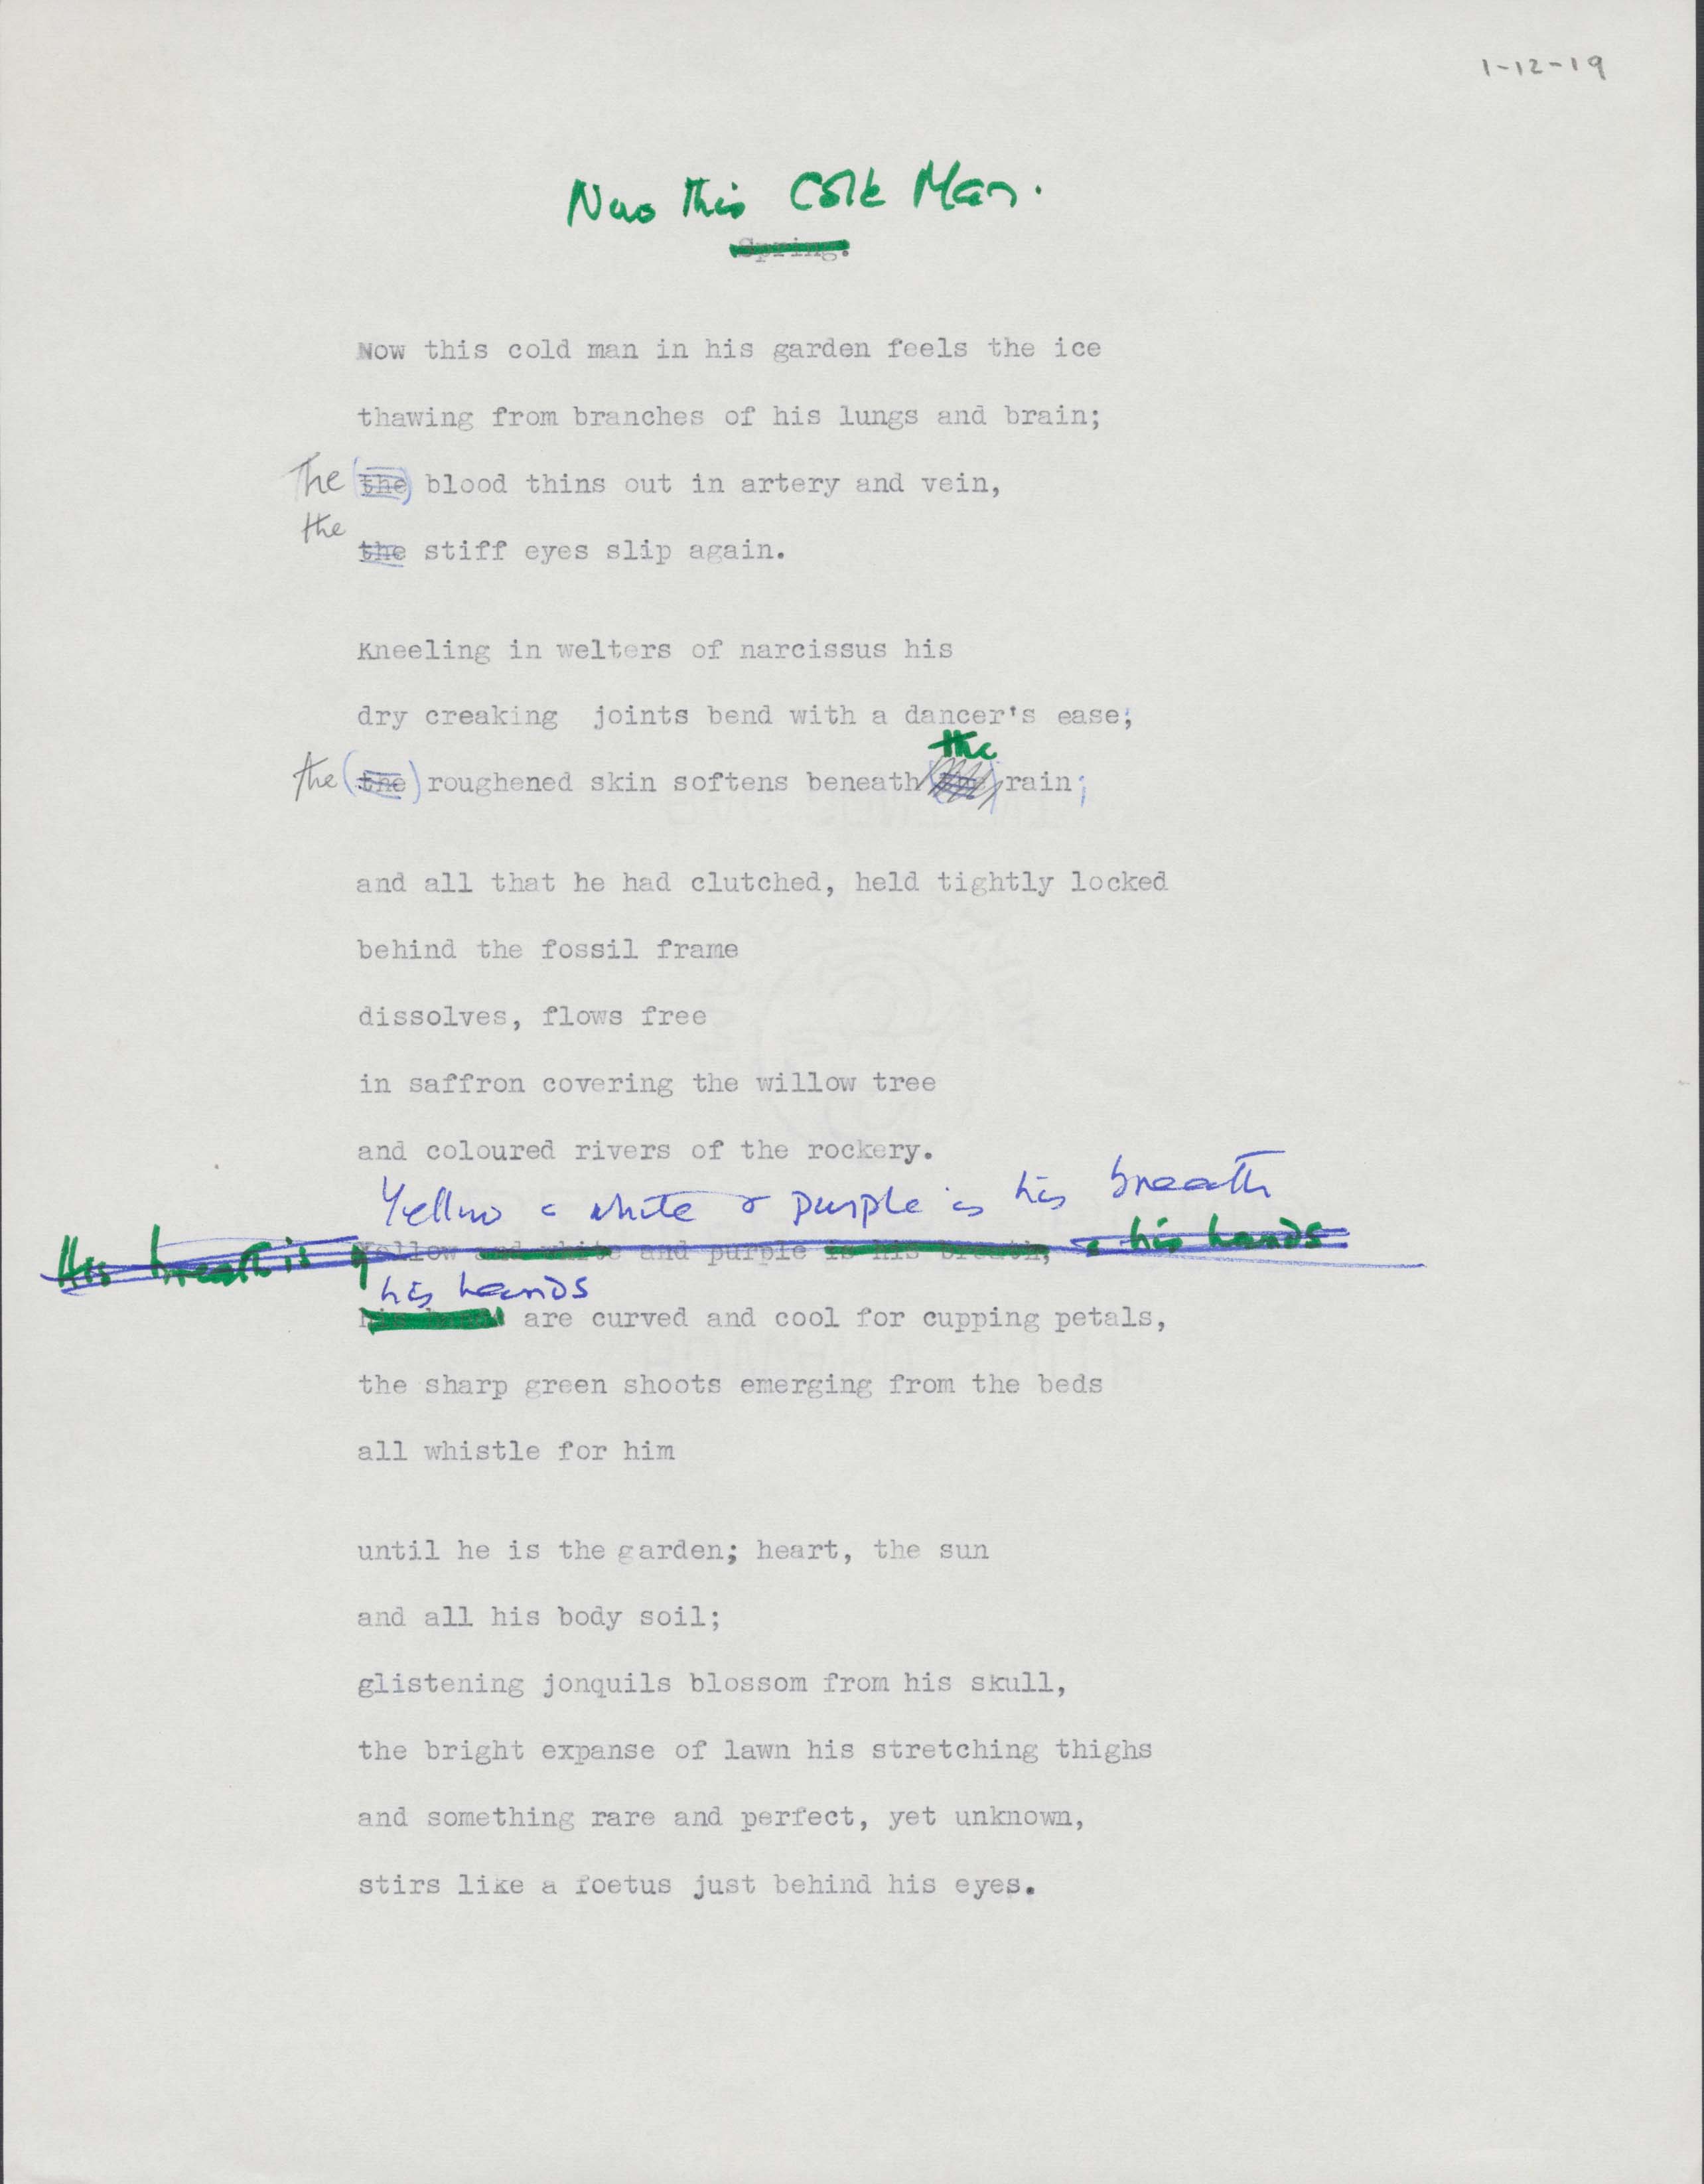 1-12-19
Now this Cold Man.
Spring.
Now this cold man in his garden feels the ice
thawing from branches of his lungs and brain;
The (the) blood thins out in artery and vein,
the
the stiff eyes slip again.
Kneeling in welters of narcissus his
dry creaking joints bend with a dancer's ease;
the
the (the) roughened skin softens beneath (the) rain;
and all that he had clutched, held tightly locked
behind the fossil frame
dissolves, flows free
in saffron covering the willow tree
and coloured rivers of the rockery.
Yellow & white & purple is his breath
His breath is y Yellow and white and purple is his breath, & his hands
his hands
his hands are curved and cool for cupping petals,
the sharp green shoots emerging from the beds
all whistle for him
until he is the garden; heart, the sun
and all his body soil;
glistening jonquils blossom from his skull,
the bright expanse of lawn his stretching thighs
and something rare and perfect, yet unknown,
stirs like a foetus just behind his eyes.